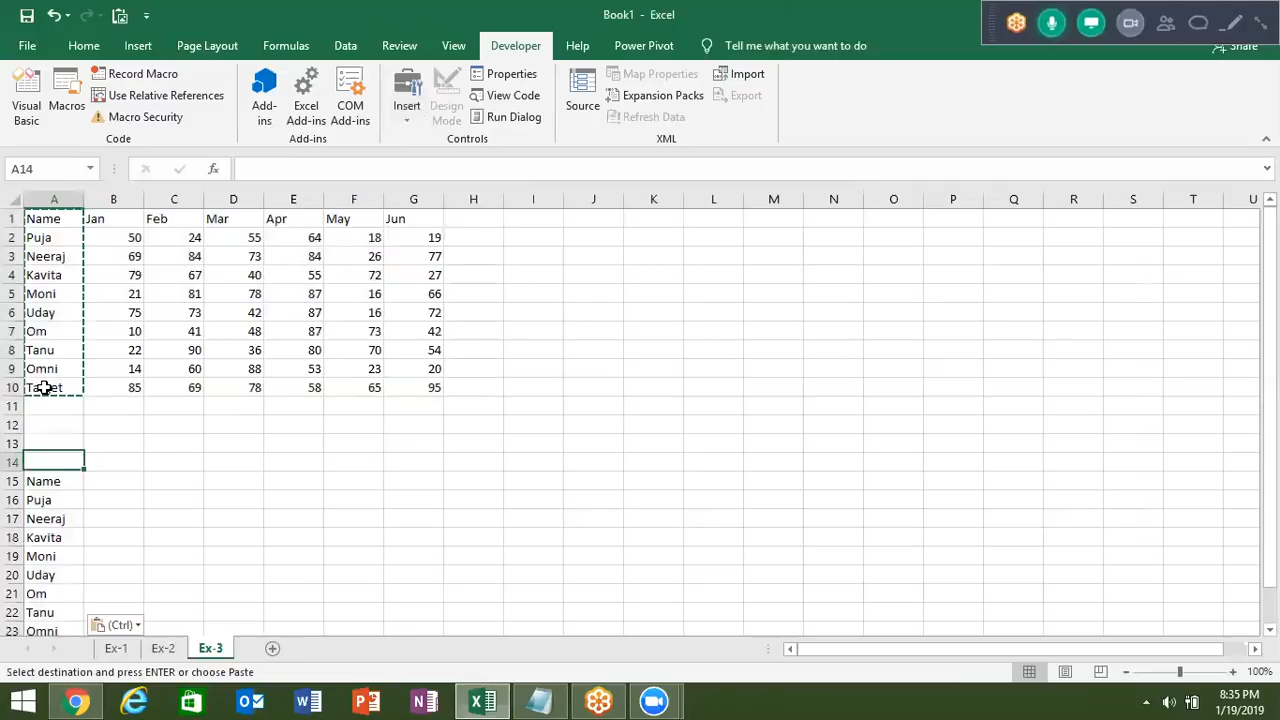 Book1 - Excel
File Home Insert Page Layout Formulas Data Review View Developer Help Power Pivot Tell me what you want to do Share
Visual Basic
Macros
Record Macro
Use Relative References
Macro Security
Code
Add-ins
Excel Add-ins
COM Add-ins
Add-ins
Insert
Design Mode
Properties
View Code
Run Dialog
Controls
Source
Map Properties
Expansion Packs
Refresh Data
Import
Export
XML
A14 fx
A B C D E F G H I J K L M N O P Q R S T U
1 Name Jan Feb Mar Apr May Jun
2 Puja 50 24 55 64 18 19
3 Neeraj 69 84 73 84 26 77
4 Kavita 79 67 40 55 72 27
5 Moni 21 81 78 87 16 66
6 Uday 75 73 42 87 16 72
7 Om 10 41 48 87 73 42
8 Tanu 22 90 36 80 70 54
9 Omni 14 60 88 53 23 20
10 85 69 78 58 65 95
11
12
13
14
15 Name
16 Puja
17 Neeraj
18 Kavita
19 Moni
20 Uday
21 Om
22 Tanu
23 Omni
(Ctrl)
Ex-1 Ex-2 Ex-3
Select destination and press ENTER or choose Paste
100%
8:35 PM
1/19/2019